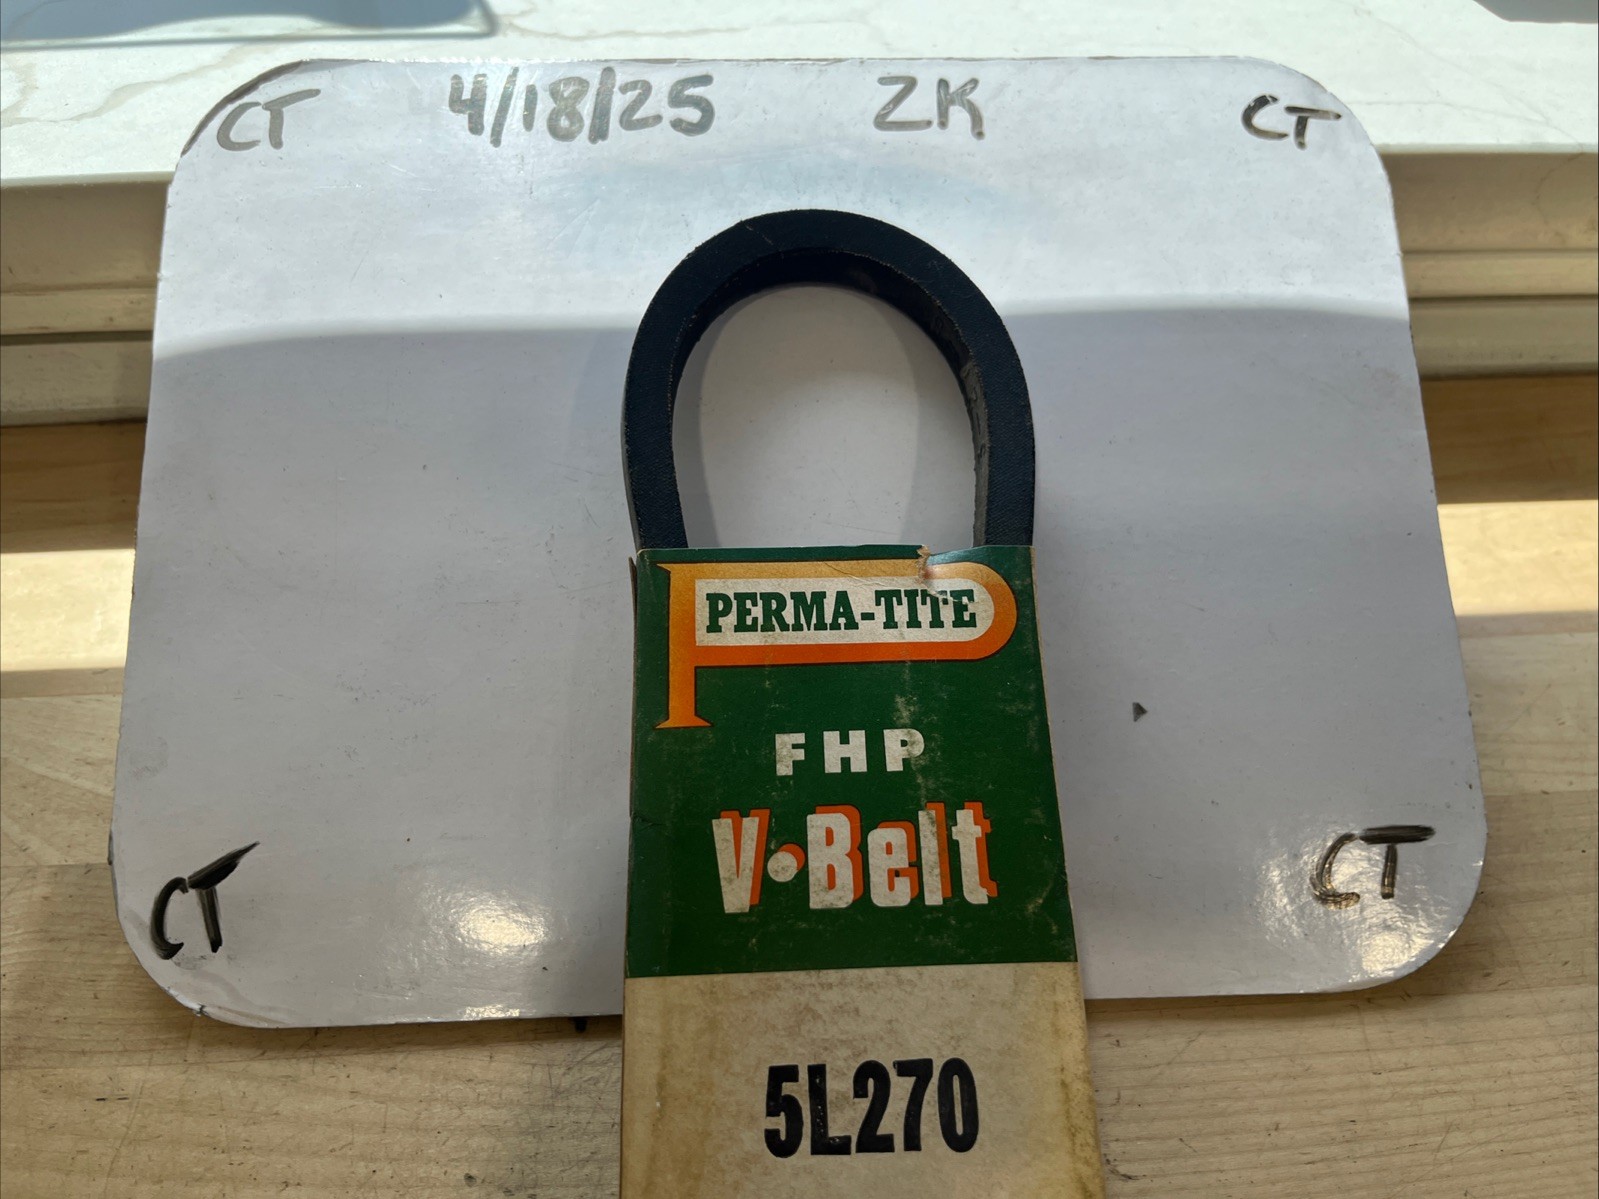 CT 4/18/25 ZK CT
PERMA-TITE
FHP
V•Belt
CT CT
5L270